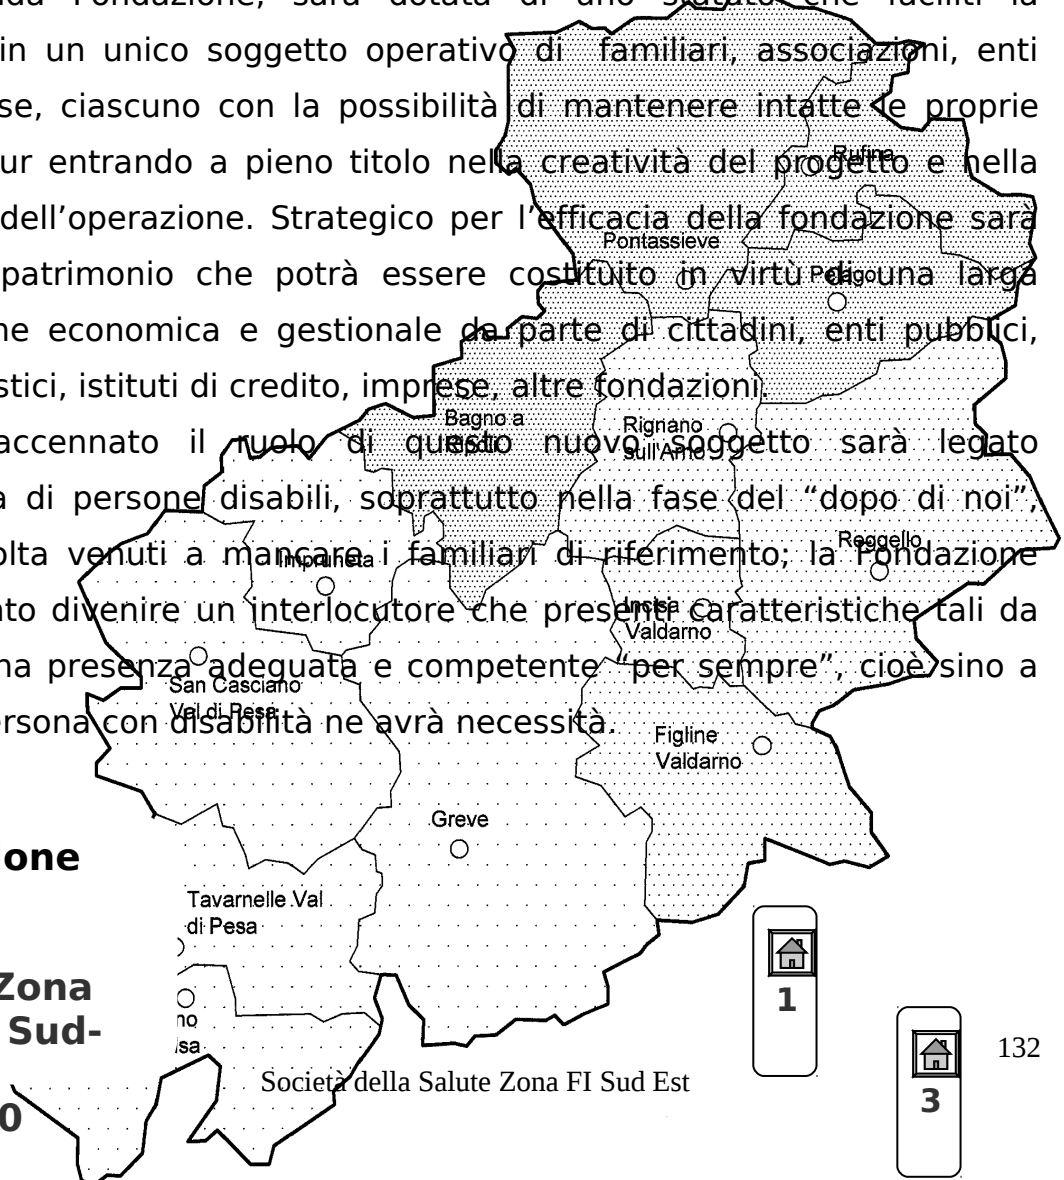 Fondazione, sarà dotata di uno statuto che faciliti la
in un unico soggetto operativo di familiari, associazioni, enti
se, ciascuno con la possibilità di mantenere intatte le proprie
ur entrando a pieno titolo nella creatività del progetto e nella
dell’operazione. Strategico per l’efficacia della fondazione sarà
patrimonio che potrà essere costituito in virtù di una larga
ne economica e gestionale da parte di cittadini, enti pubblici,
stici, istituti di credito, imprese, altre fondazioni.
accennato il ruolo di questo nuovo soggetto sarà legato
a di persone disabili, soprattutto nella fase del “dopo di noi”,
olta venuti a mancare i familiari di riferimento; la Fondazione
to divenire un interlocutore che presenti caratteristiche tali da
na presenza adeguata e competente “per sempre”, cioè sino a
ersona con disabilità ne avrà necessità.
Rufina
Pontassieve
Pelago
Bagno a
Rignano
sull'Arno
Reggello
Impruneta
Incisa
Valdarno
San Casciano
Val di Pesa
Figline
Valdarno
Greve
one
Tavarnelle Val
di Pesa
Zona
Sud-
no
sa
0
1
3
132
Società della Salute Zona FI Sud Est